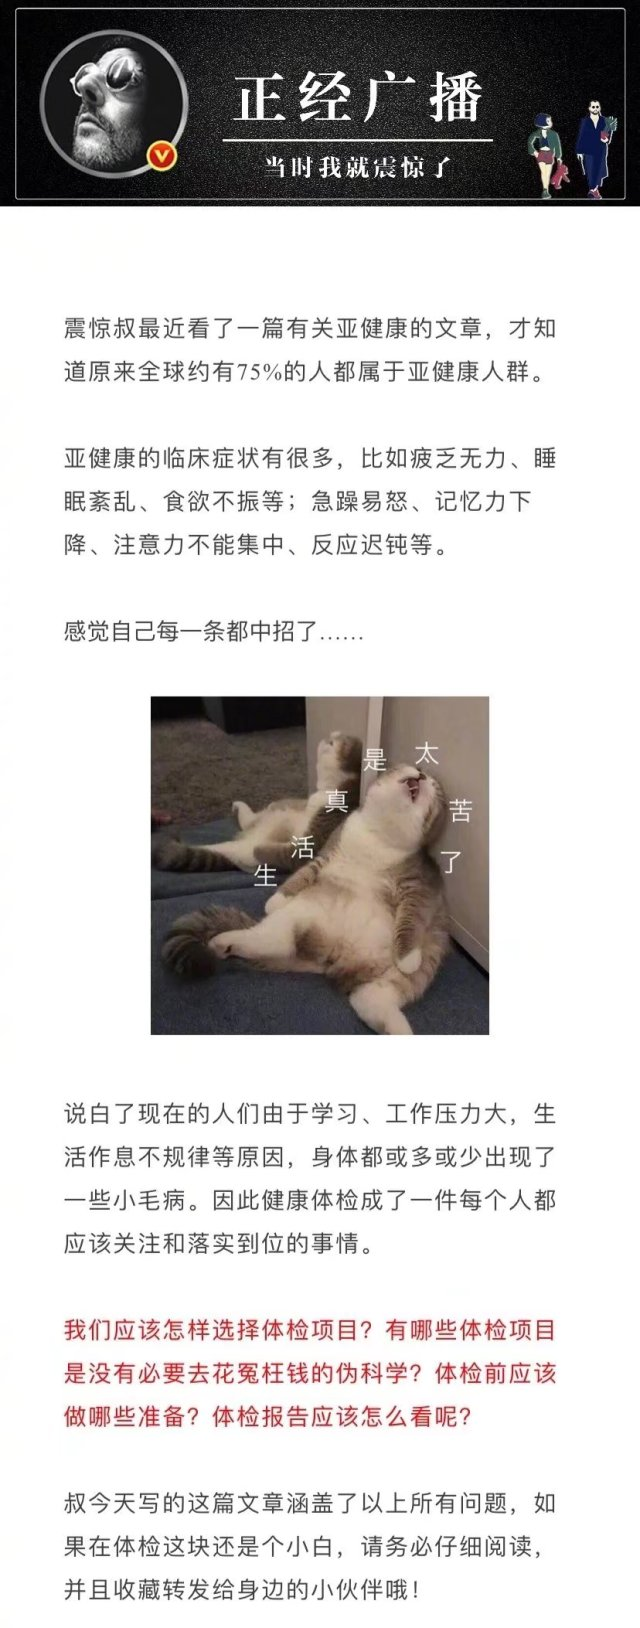 正经广播
当时我就震惊了
震惊叔最近看了一篇有关亚健康的文章，才知
道原来全球约有75%的人都属于亚健康人群。
亚健康的临床症状有很多，比如疲乏无力、睡
眠紊乱、食欲不振等；急躁易怒、记忆力下
降、注意力不能集中、反应迟钝等。
感觉自己每一条都中招了……
生活真是太苦了
说白了现在的人们由于学习、工作压力大，生
活作息不规律等原因，身体都或多或少出现了
一些小毛病。因此健康体检成了一件每个人都
应该关注和落实到位的事情。
我们应该怎样选择体检项目？有哪些体检项目
是没有必要去花冤枉钱的伪科学？体检前应该
做哪些准备？体检报告应该怎么看呢？
叔今天写的这篇文章涵盖了以上所有问题，如
果在体检这块还是个小白，请务必仔细阅读，
并且收藏转发给身边的小伙伴哦！